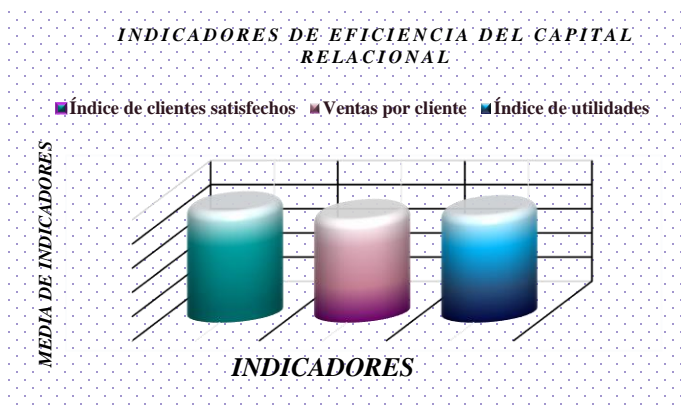 INDICADORES DE EFICIENCIA DEL CAPITAL
RELACIONAL
Índice de clientes satisfechos Ventas por cliente Índice de utilidades
MEDIA DE INDICADORES
INDICADORES